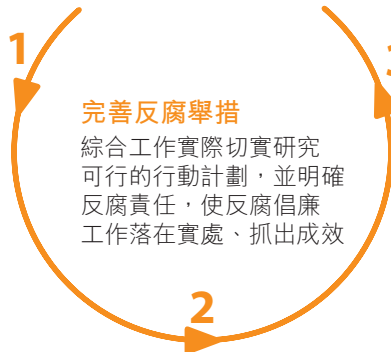 1
完善反腐舉措
綜合工作實際切實研究
可行的行動計劃，並明確
反腐責任，使反腐倡廉
工作落在實處、抓出成效
2